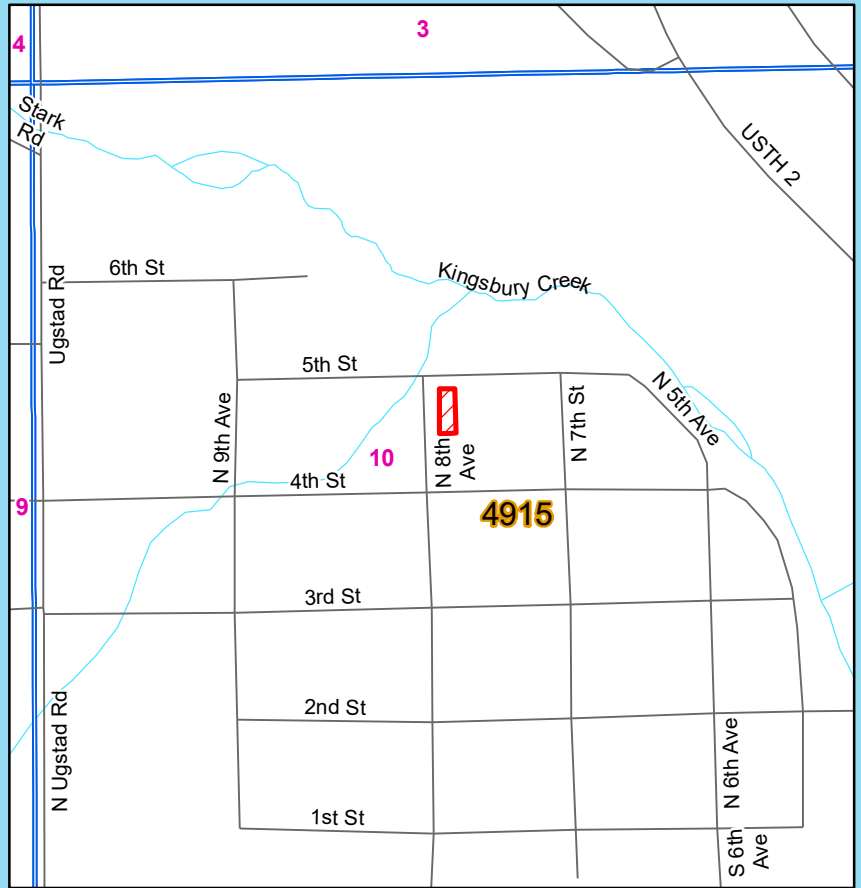 3
4
Stark
Rd
USTH 2
6th St
Kingsbury Creek
Ugstad Rd
5th St
N 5th Ave
N 9th Ave
N 7th St
N 8th
Ave
10
4th St
9
4915
3rd St
2nd St
N Ugstad Rd
N 6th Ave
1st St
S 6th
Ave